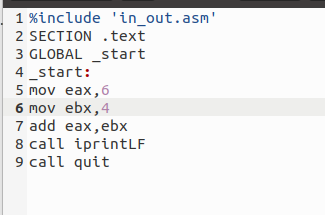 1 %include 'in_out.asm'
2 SECTION .text
3 GLOBAL _start
4 _start:
5 mov eax,6
6 mov ebx,4
7 add eax,ebx
8 call iprintLF
9 call quit